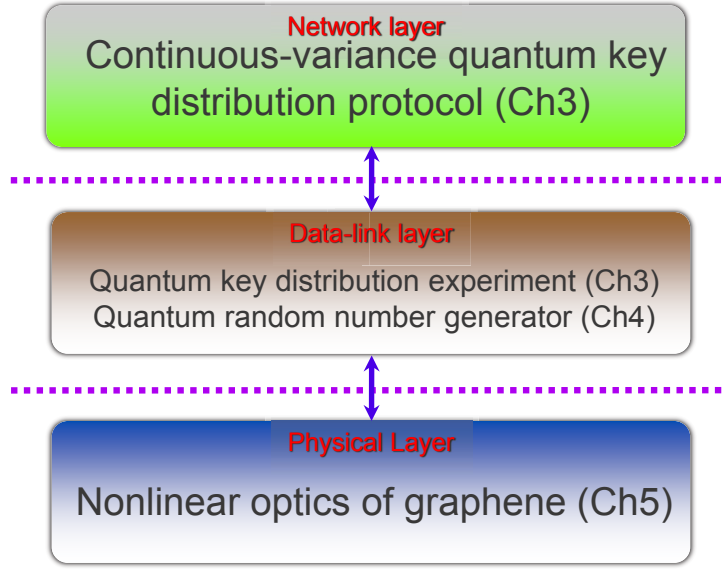 Network layer
Continuous-variance quantum key
distribution protocol (Ch3)
Data-link layer
Quantum key distribution experiment (Ch3)
Quantum random number generator (Ch4)
Physical Layer
Nonlinear optics of graphene (Ch5)